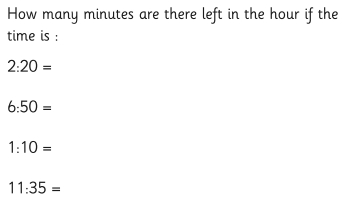 How many minutes are there left in the hour if the
time is :
2:20 =
6:50 =
1:10 =
11:35 =